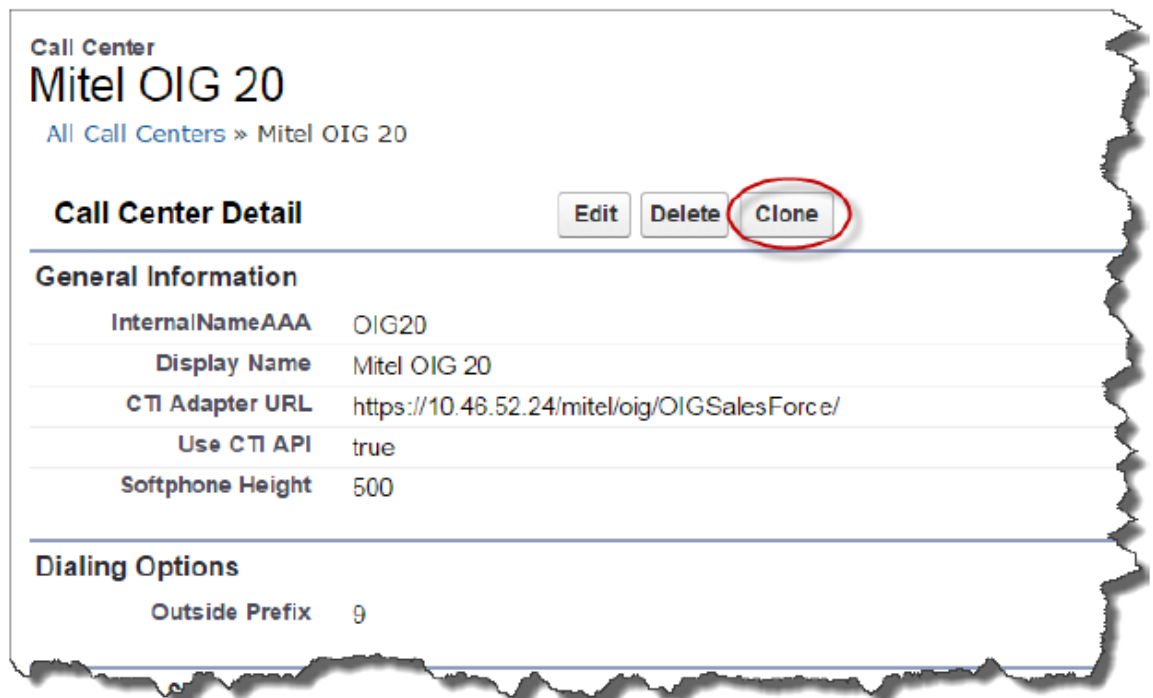 Call Center
Mitel OIG 20
All Call Centers » Mitel OIG 20
Call Center Detail Edit Delete Clone
General Information
InternalNameAAA OIG20
Display Name Mitel OIG 20
CTI Adapter URL https://10.46.52.24/mitel/oig/OIGSalesForce/
Use CTI API true
Softphone Height 500
Dialing Options
Outside Prefix 9